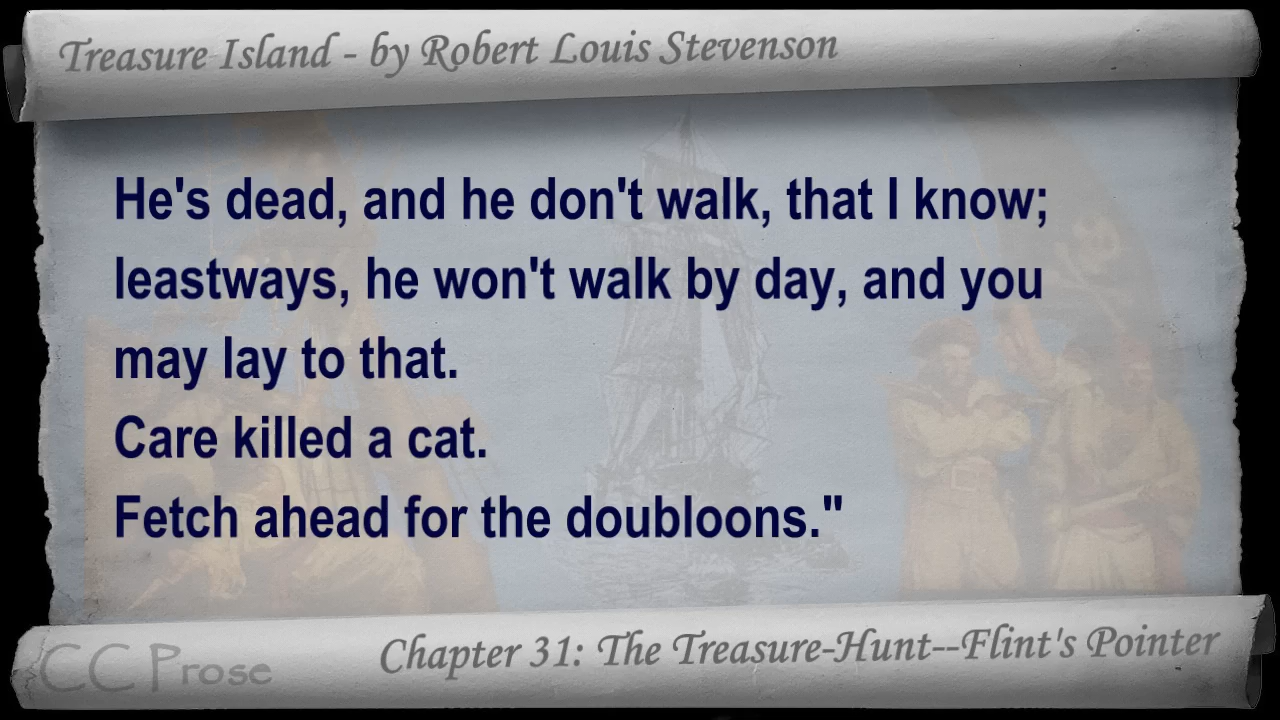 Treasure Island - by Robert Louis Stevenson
He's dead, and he don't walk, that I know;
leastways, he won't walk by day, and you
may lay to that.
Care killed a cat.
Fetch ahead for the doubloons."
Chapter 31: The Treasure-Hunt--Flint's Pointer
CC Prose